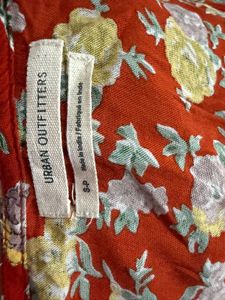 URBAN OUTFITTERS
Made in India / Fabriqué en Inde
S-P